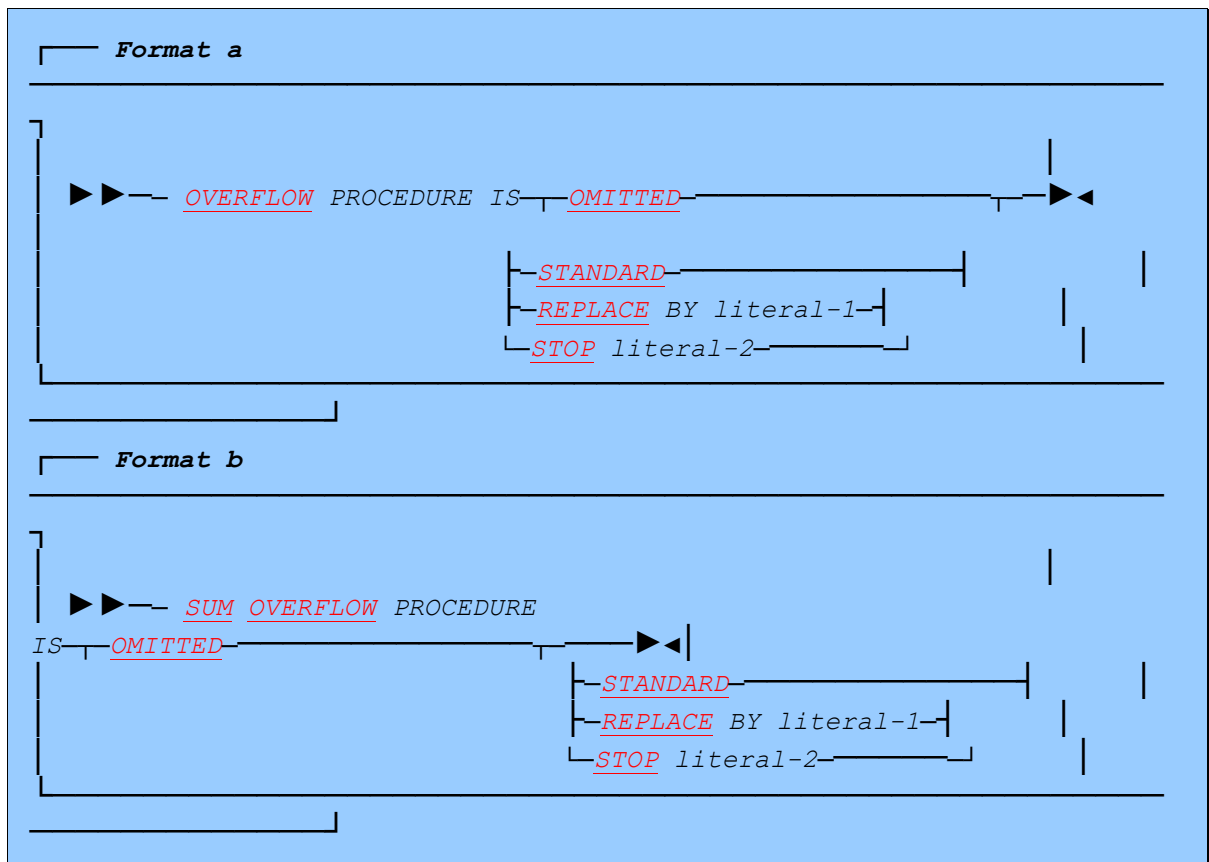 Format a
OVERFLOW PROCEDURE IS OMITTED
STANDARD
REPLACE BY literal-1
STOP literal-2
Format b
SUM OVERFLOW PROCEDURE
IS OMITTED
STANDARD
REPLACE BY literal-1
STOP literal-2